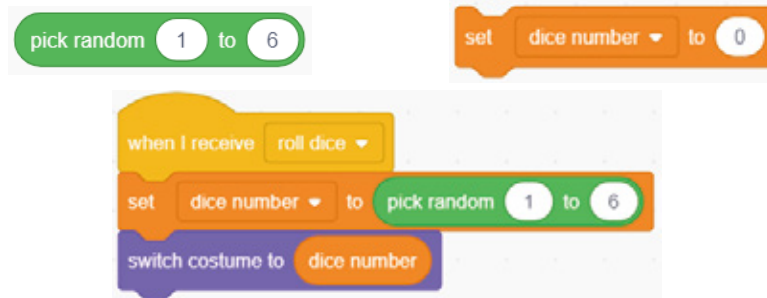 pick random 1 to 6
set dice number to 0
when I receive roll dice
set dice number to pick random 1 to 6
switch costume to dice number